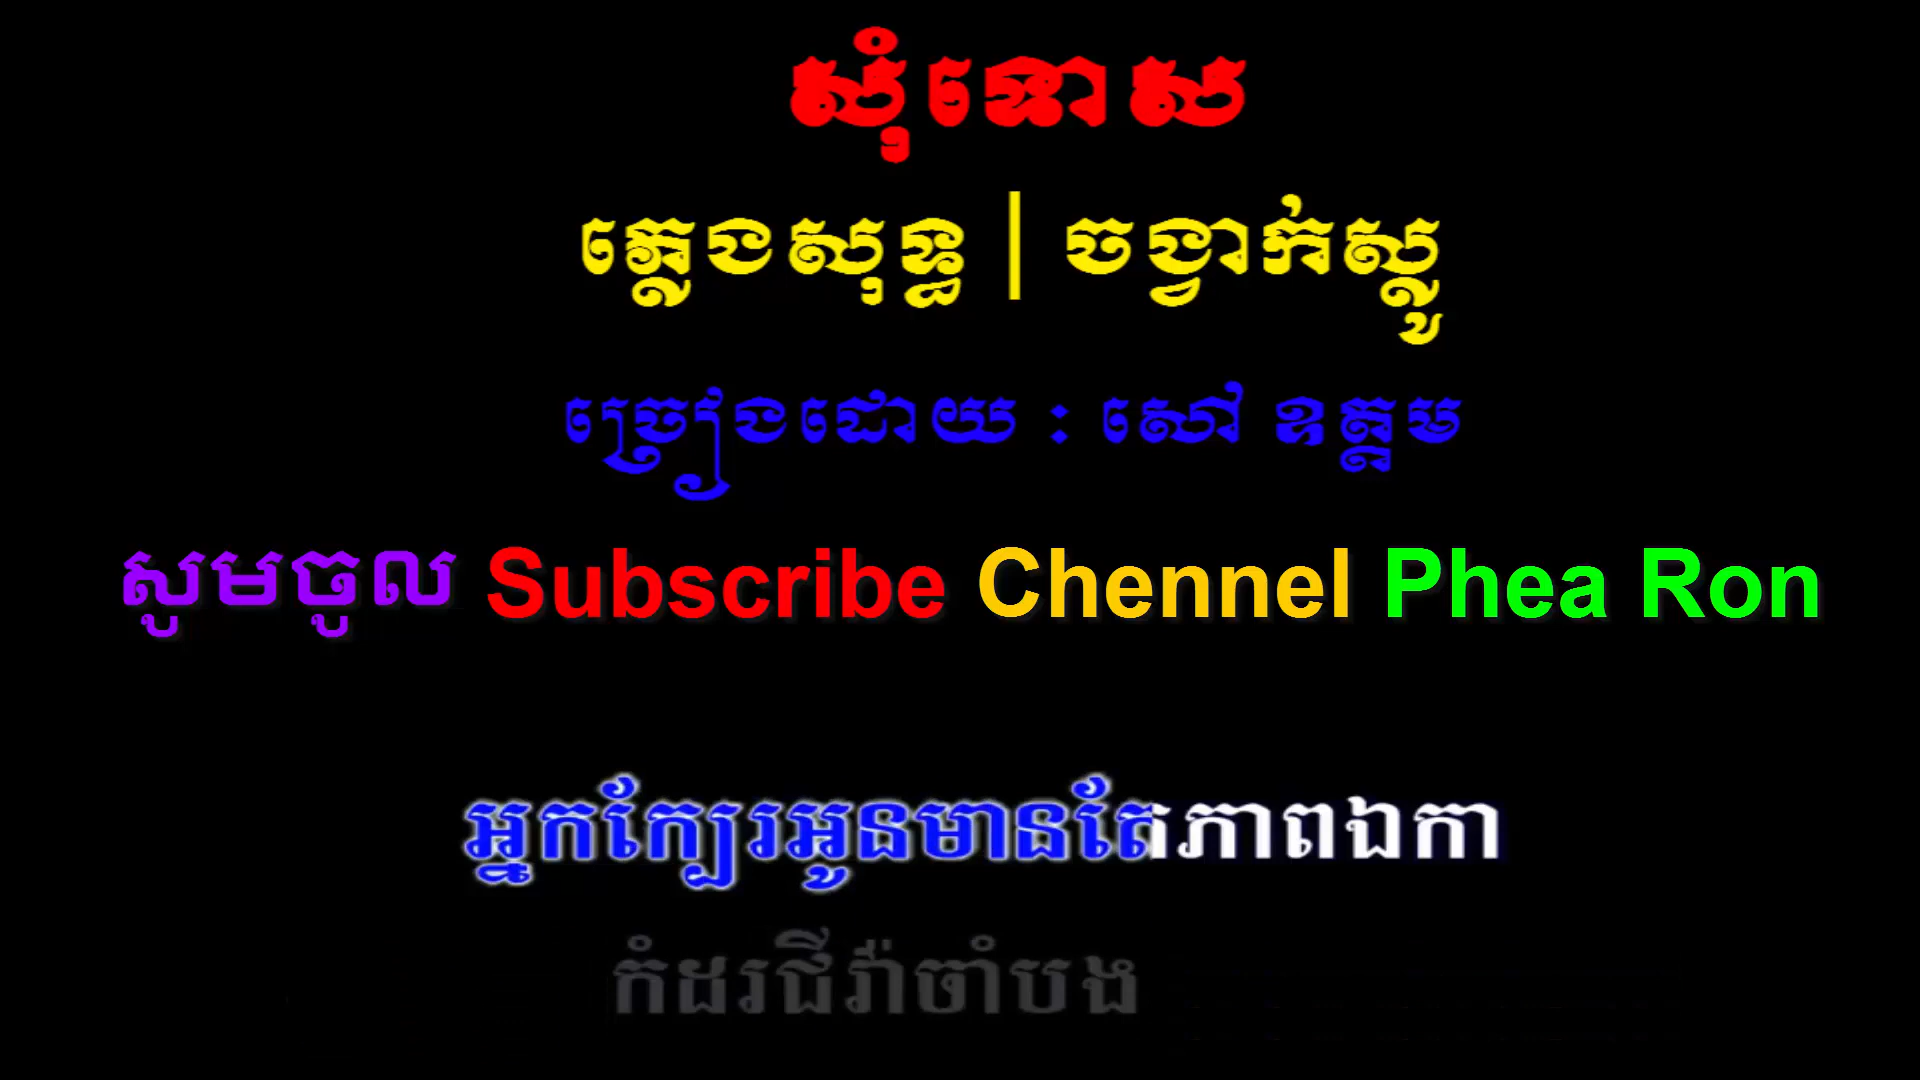 សុំទោស
ភ្លេងសុទ្ធ | ចង្វាក់ស្លូ
ច្រៀងដោយ : សៅ ឧត្តម
សូមចូល Subscribe Chennel Phea Ron
អ្នកក្បែរអូនមានតែភាពឯកា
កំដរជីវ៉ាចាំបង